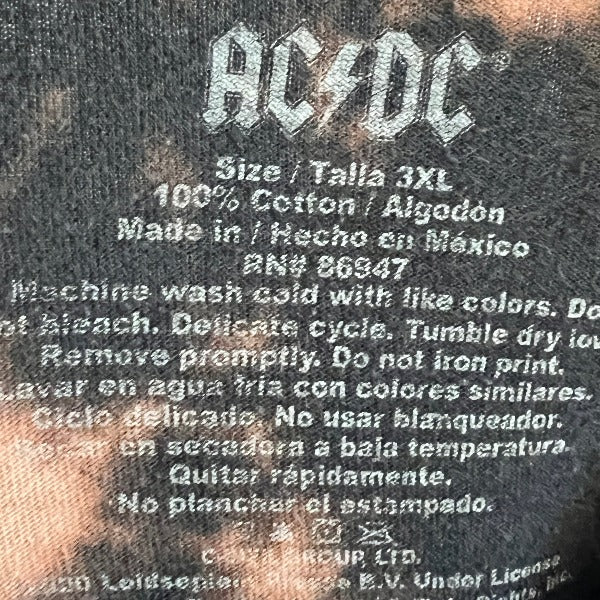 AC⚡DC®
Size / Talla 3XL
100% Cotton / Algodón
Made in / Hecho en México
RN# 86947
Machine wash cold with like colors. Do
not bleach. Delicate cycle. Tumble dry low.
Remove promptly. Do not iron print.
Lavar en agua fria con colores similares.
Ciclo delicado. No usar blanqueador.
Secar en secadora a baja temperatura.
Quitar rápidamente.
No planchar el estampado.
GROUP, LTD.
Leidseplein B.V. Under License
Rights, Inc.